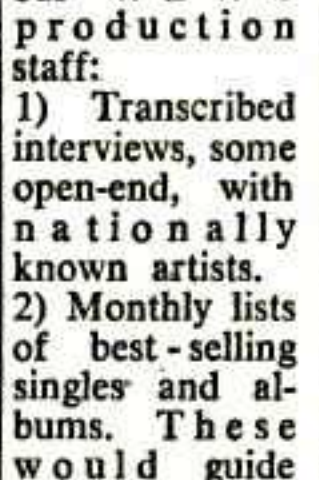 production
staff:
1) Transcribed
interviews, some
open-end, with
nationally
known artists.
2) Monthly lists
of best-selling
singles and al-
bums. These
would guide